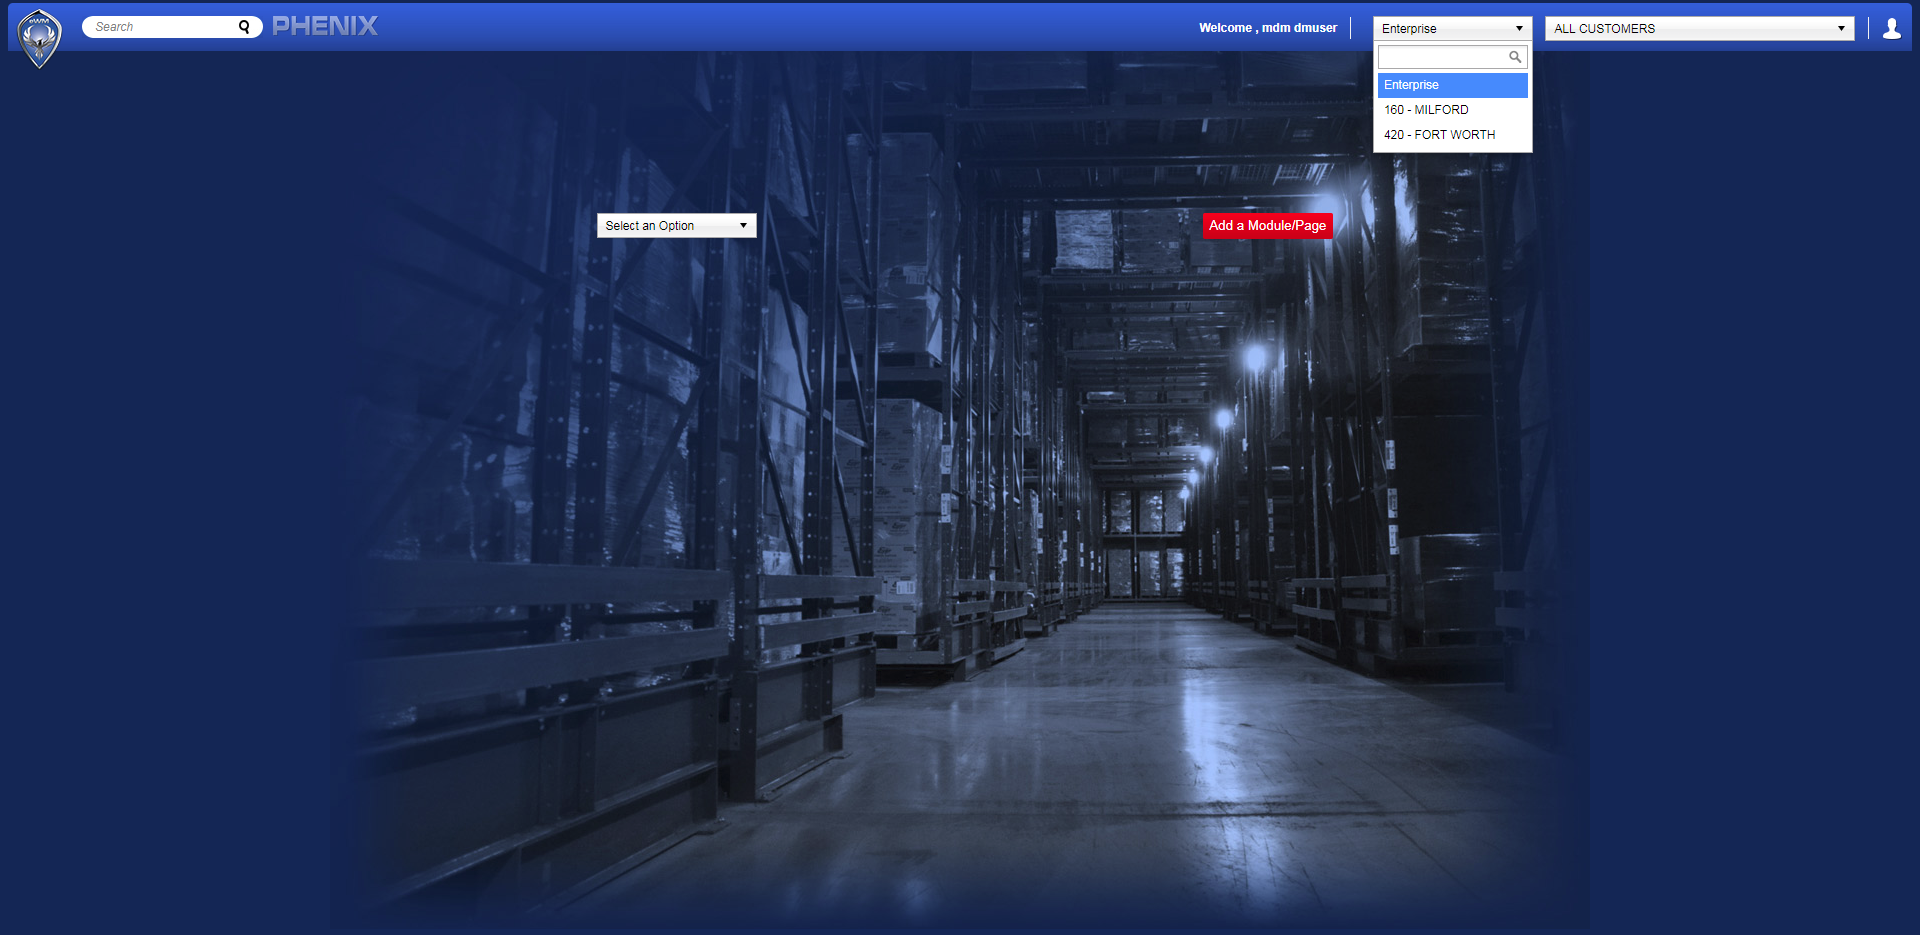 eWM
Search
PHENIX
Welcome , mdm dmuser
Enterprise
ALL CUSTOMERS
Enterprise
160 - MILFORD
420 - FORT WORTH
Select an Option
Add a Module/Page